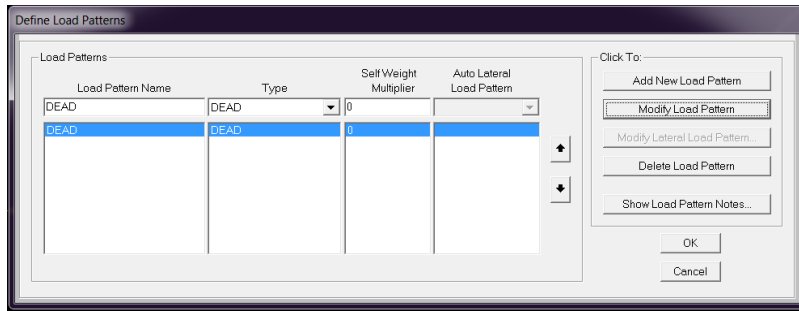 Define Load Patterns
Load Patterns
Click To:
Load Pattern Name
Type
Self Weight
Multiplier
Auto Lateral
Load Pattern
DEAD
DEAD
0
DEAD
DEAD
0
Add New Load Pattern
Modify Load Pattern
Modify Lateral Load Pattern...
Delete Load Pattern
Show Load Pattern Notes...
OK
Cancel